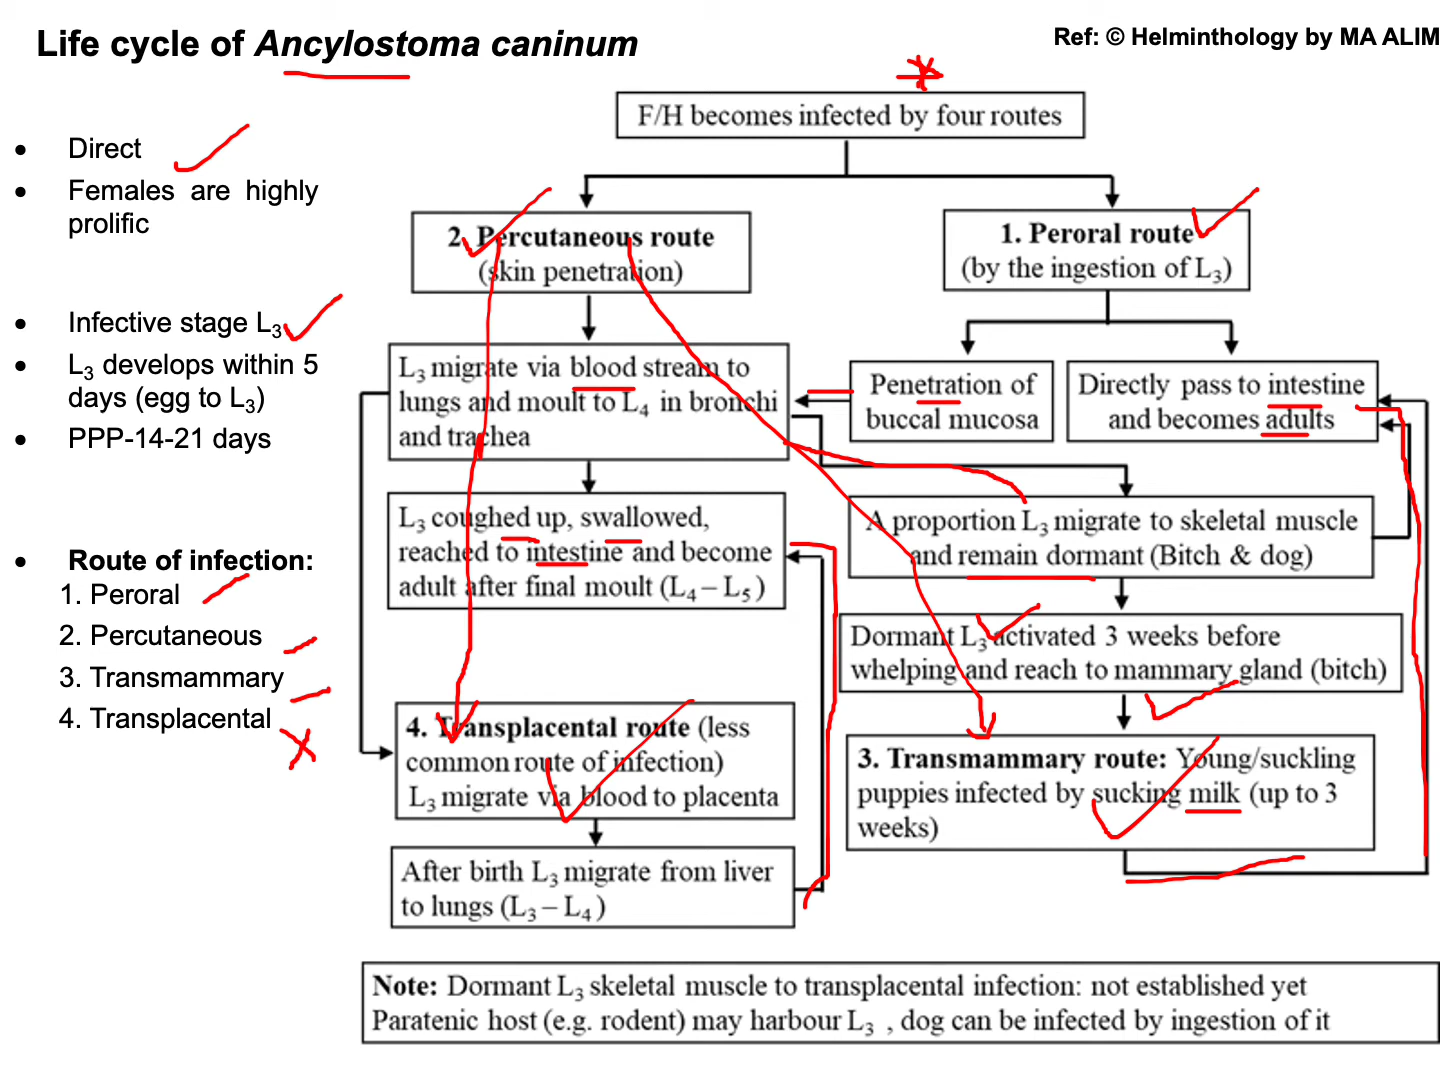 Life cycle of Ancylostoma caninum
Ref: © Helminthology by MA ALIM
• Direct
• Females are highly
prolific
• Infective stage L3
• L3 develops within 5
days (egg to L3)
• PPP-14-21 days
• Route of infection:
1. Peroral
2. Percutaneous
3. Transmammary
4. Transplacental
F/H becomes infected by four routes
2. Percutaneous route
(skin penetration)
1. Peroral route
(by the ingestion of L3)
L3 migrate via blood stream to
lungs and moult to L4 in bronchi
and trachea
Penetration of
buccal mucosa
Directly pass to intestine
and becomes adults
L3 coughed up, swallowed,
reached to intestine and become
adult after final moult (L4 – L5)
A proportion L3 migrate to skeletal muscle
and remain dormant (Bitch & dog)
Dormant L3 activated 3 weeks before
whelping and reach to mammary gland (bitch)
4. Transplacental route (less
common route of infection)
L3 migrate via blood to placenta
3. Transmammary route: Young/suckling
puppies infected by sucking milk (up to 3
weeks)
After birth L3 migrate from liver
to lungs (L3 – L4)
Note: Dormant L3 skeletal muscle to transplacental infection: not established yet
Paratenic host (e.g. rodent) may harbour L3 , dog can be infected by ingestion of it